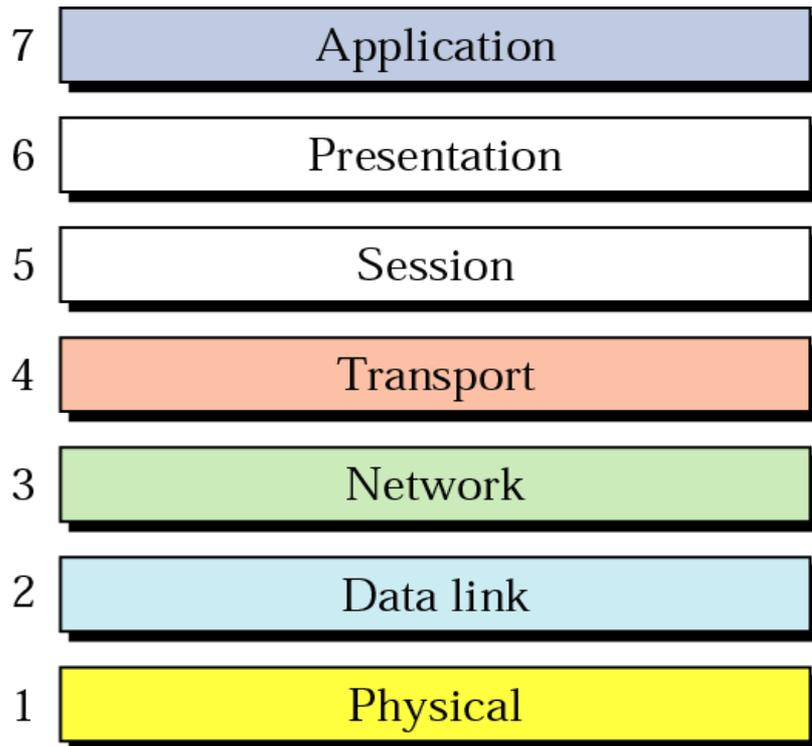 7 Application
6 Presentation
5 Session
4 Transport
3 Network
2 Data link
1 Physical